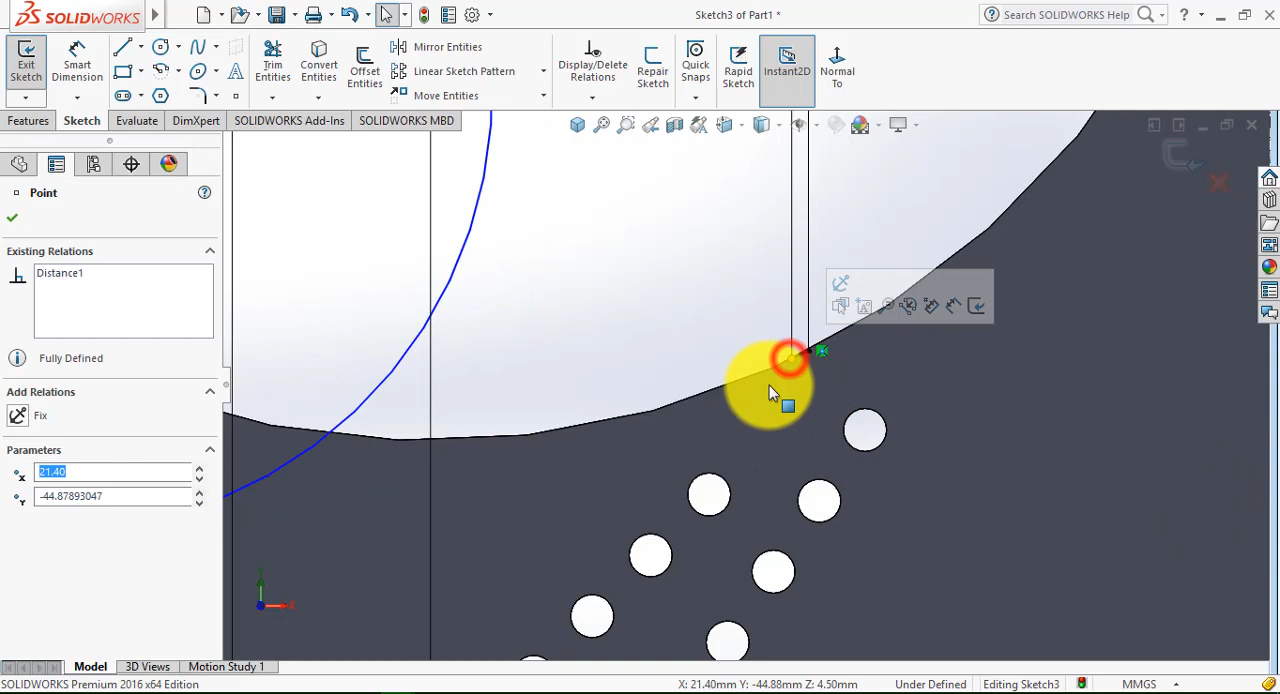 SOLIDWORKS
Sketch3 of Part1 *
Search SOLIDWORKS Help
Exit Sketch
Smart Dimension
Trim Entities
Convert Entities
Offset Entities
Mirror Entities
Linear Sketch Pattern
Move Entities
Display/Delete Relations
Repair Sketch
Quick Snaps
Rapid Sketch
Instant2D
Normal To
Features
Sketch
Evaluate
DimXpert
SOLIDWORKS Add-Ins
SOLIDWORKS MBD
Point
Existing Relations
Distance1
Fully Defined
Add Relations
Fix
Parameters
21.40
-44.87893047
Model
3D Views
Motion Study 1
SOLIDWORKS Premium 2016 x64 Edition
X: 21.40mm Y: -44.88mm Z: 4.50mm
Under Defined
Editing Sketch3
MMGS